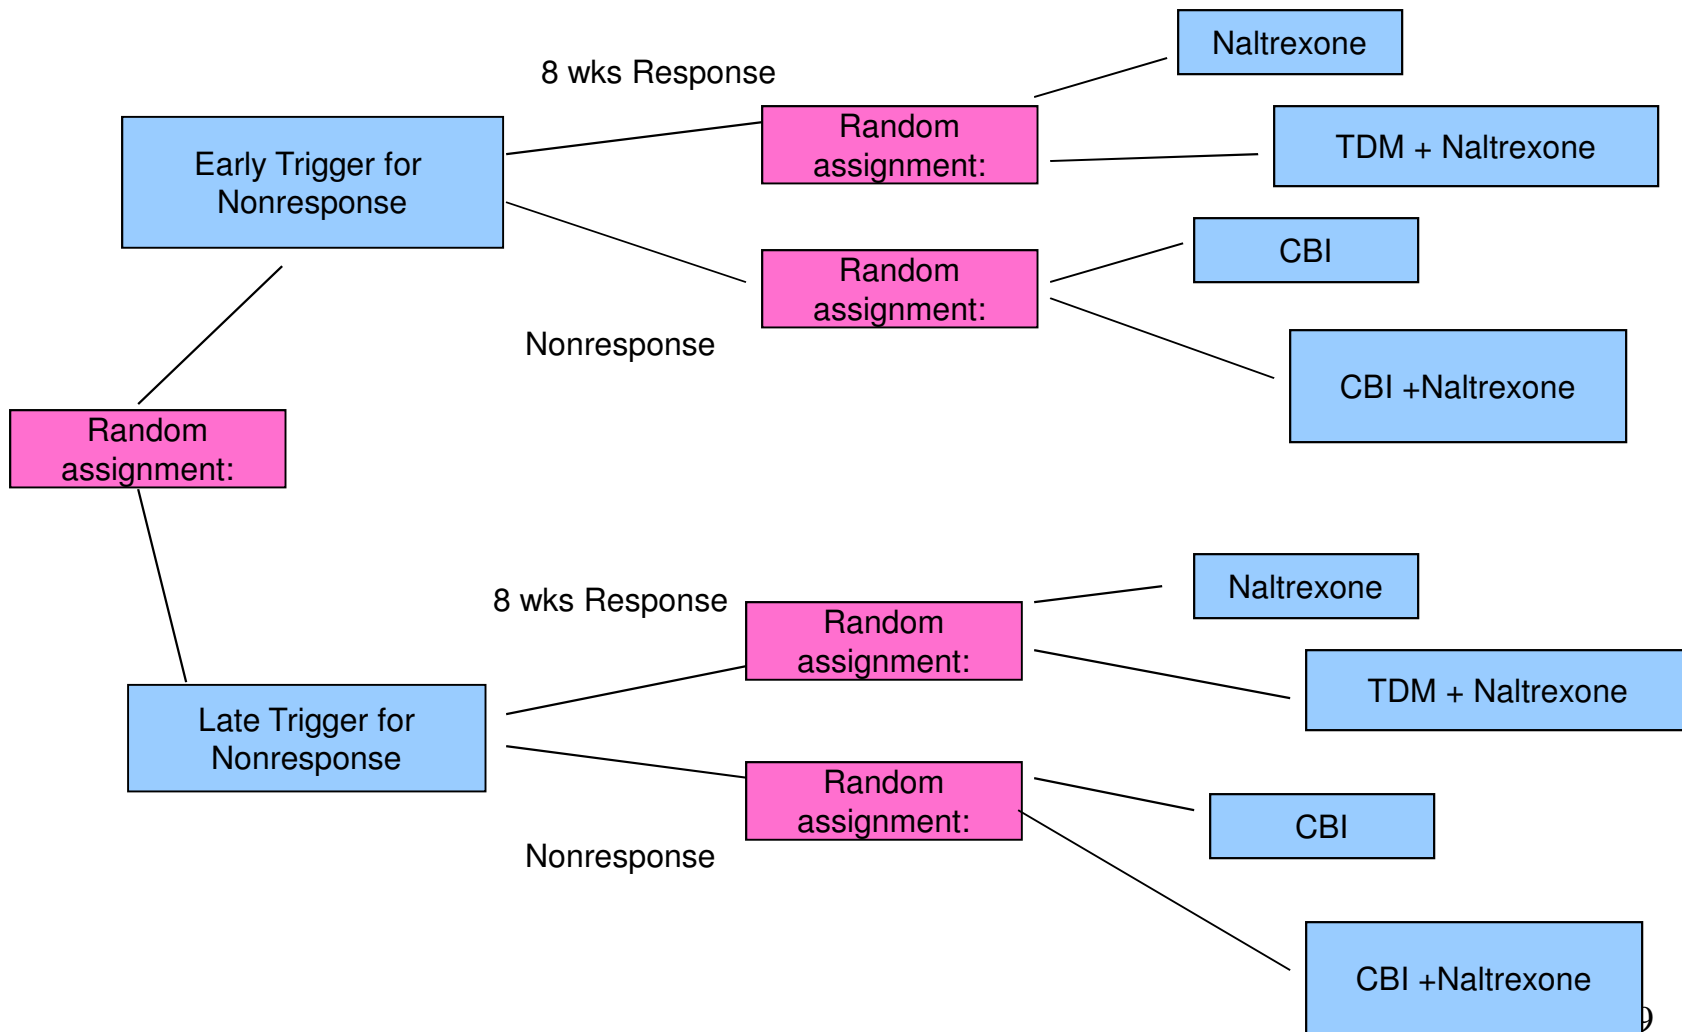 Naltrexone
8 wks Response
Random
assignment:
TDM + Naltrexone
Early Trigger for
Nonresponse
CBI
Random
assignment:
Nonresponse
CBI +Naltrexone
Random
assignment:
Naltrexone
8 wks Response
Random
assignment:
TDM + Naltrexone
Late Trigger for
Nonresponse
Random
assignment:
CBI
Nonresponse
CBI +Naltrexone
9